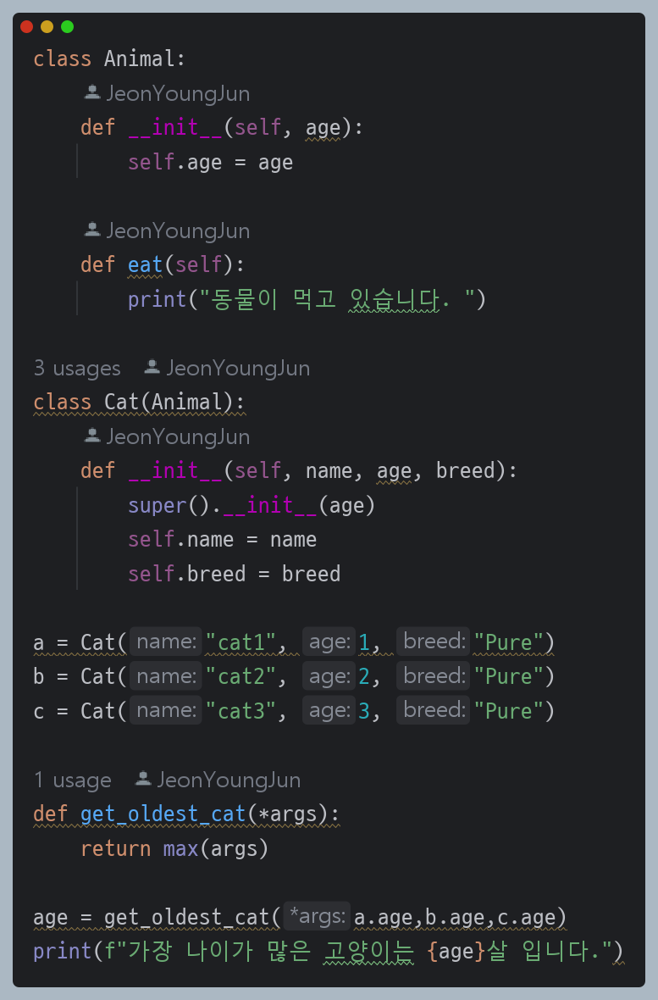 class Animal:
JeonYoungJun
def __init__(self, age):
self.age = age
JeonYoungJun
def eat(self):
print("동물이 먹고 있습니다. ")
3 usages JeonYoungJun
class Cat(Animal):
JeonYoungJun
def __init__(self, name, age, breed):
super().__init__(age)
self.name = name
self.breed = breed
a = Cat( name: "cat1", age: 1, breed: "Pure")
b = Cat( name: "cat2", age: 2, breed: "Pure")
c = Cat( name: "cat3", age: 3, breed: "Pure")
1 usage JeonYoungJun
def get_oldest_cat(*args):
return max(args)
age = get_oldest_cat( *args: a.age,b.age,c.age)
print(f"가장 나이가 많은 고양이는 {age}살 입니다.")